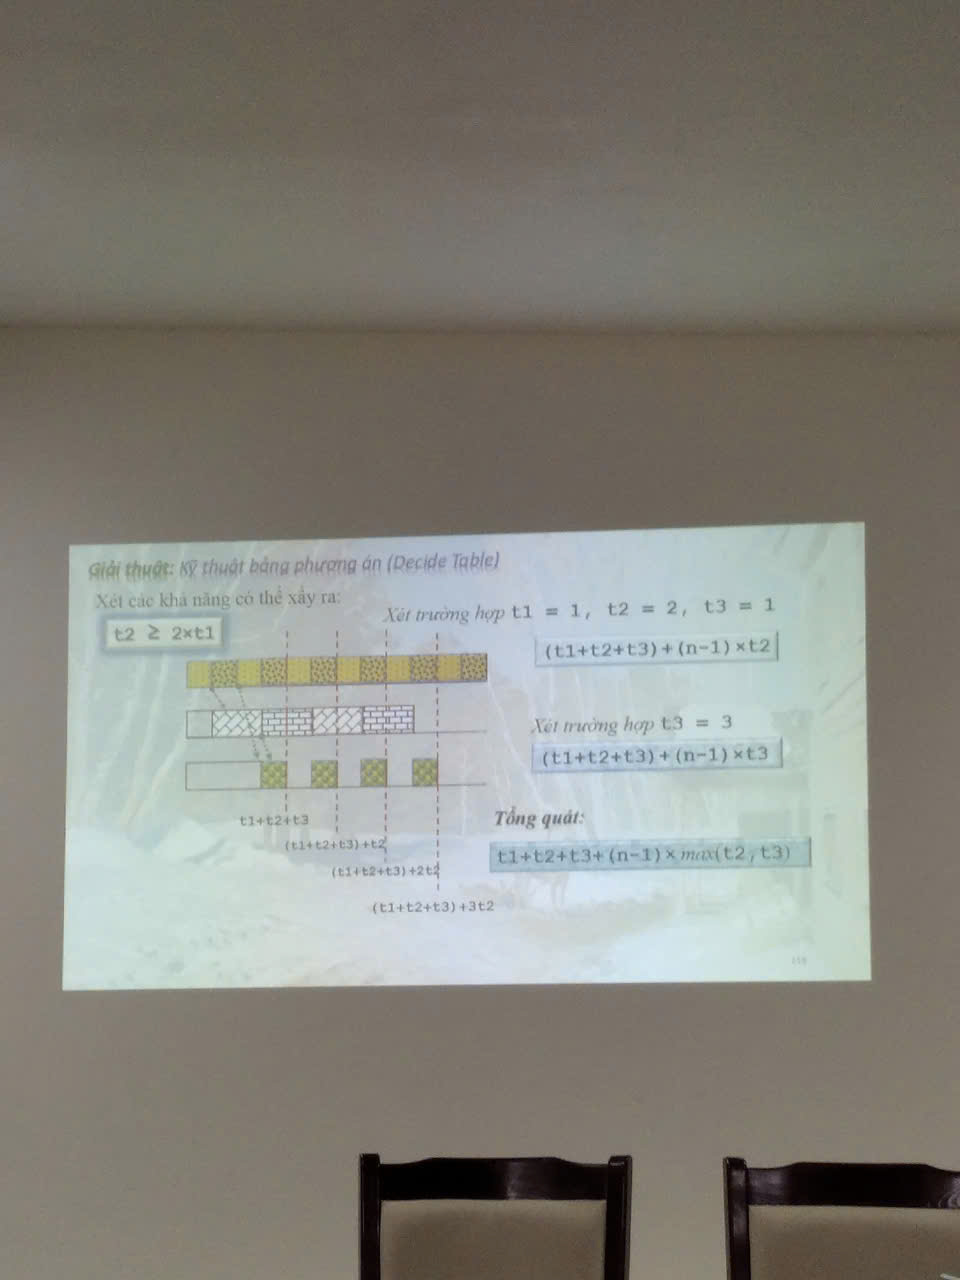 Giải thuật: Kỹ thuật bảng phương án (Decide Table)
Xét các khả năng có thể xẩy ra:
t2 ≥ 2×t1
Xét trường hợp t1 = 1, t2 = 2, t3 = 1
(t1+t2+t3)+(n-1)×t2
Xét trường hợp t3 = 3
(t1+t2+t3)+(n-1)×t3
t1+t2+t3
(t1+t2+t3)+t2
(t1+t2+t3)+2t2
(t1+t2+t3)+3t2
Tổng quát:
t1+t2+t3+(n-1)×max(t2,t3)